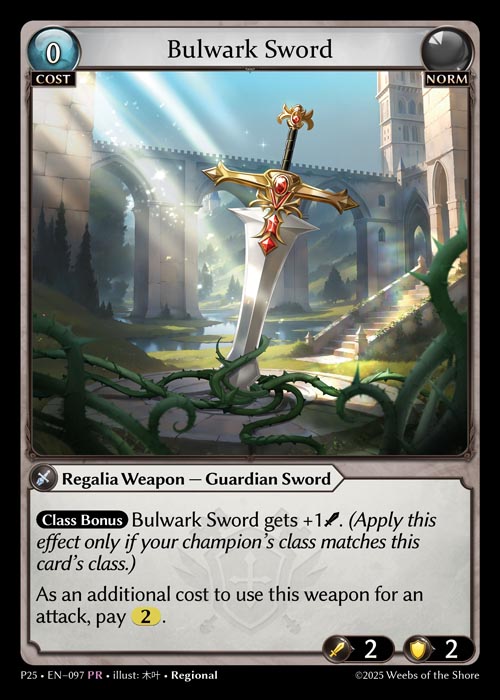 0
Bulwark Sword
COST
NORM
Regalia Weapon — Guardian Sword
Class Bonus Bulwark Sword gets +1. (Apply this
effect only if your champion's class matches this
card's class.)
As an additional cost to use this weapon for an
attack, pay 2.
2
2
P25 • EN-097 PR • illust: 木叶 • Regional
©2025 Weebs of the Shore